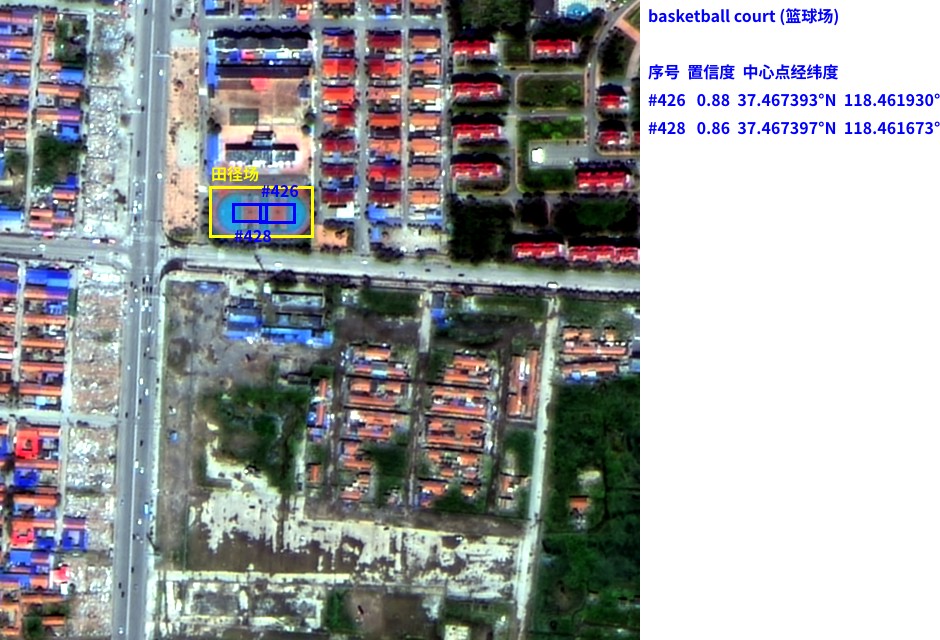 basketball court (篮球场)
序号 置信度 中心点经纬度
#426 0.88 37.467393°N 118.461930°
#428 0.86 37.467397°N 118.461673°
田径场
#426
#428